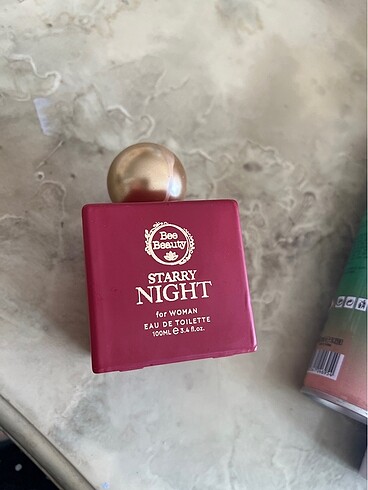 Bee
Beauty
STARRY
NIGHT
for WOMAN
EAU DE TOILETTE
100ML ℮ 3.4 fl.oz.